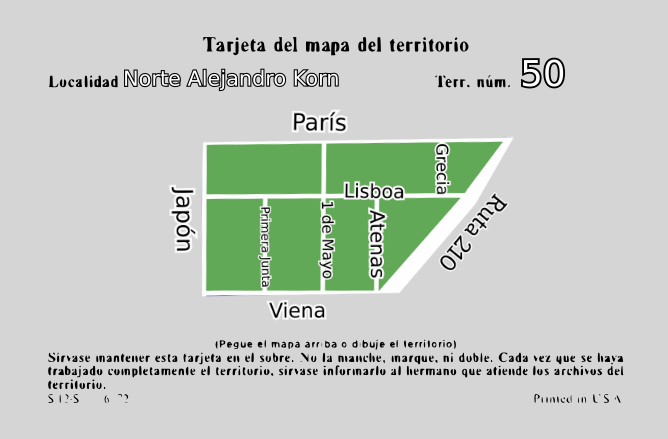 Tarjeta del mapa del territorio
Localidad Norte Alejandro Korn Terr. núm. 50
París
Grecia
Lisboa
Japón
Primera Junta
1 de Mayo
Atenas
Ruta 210
Viena
(Pegue el mapa arriba o dibuje el territorio)
Sírvase mantener esta tarjeta en el sobre. No la manche, marque, ni doble. Cada vez que se haya
trabajado completamente el territorio, sírvase informarlo al hermano que atiende los archivos del
territorio.
S-12-S 6-72 Printed in U.S.A.